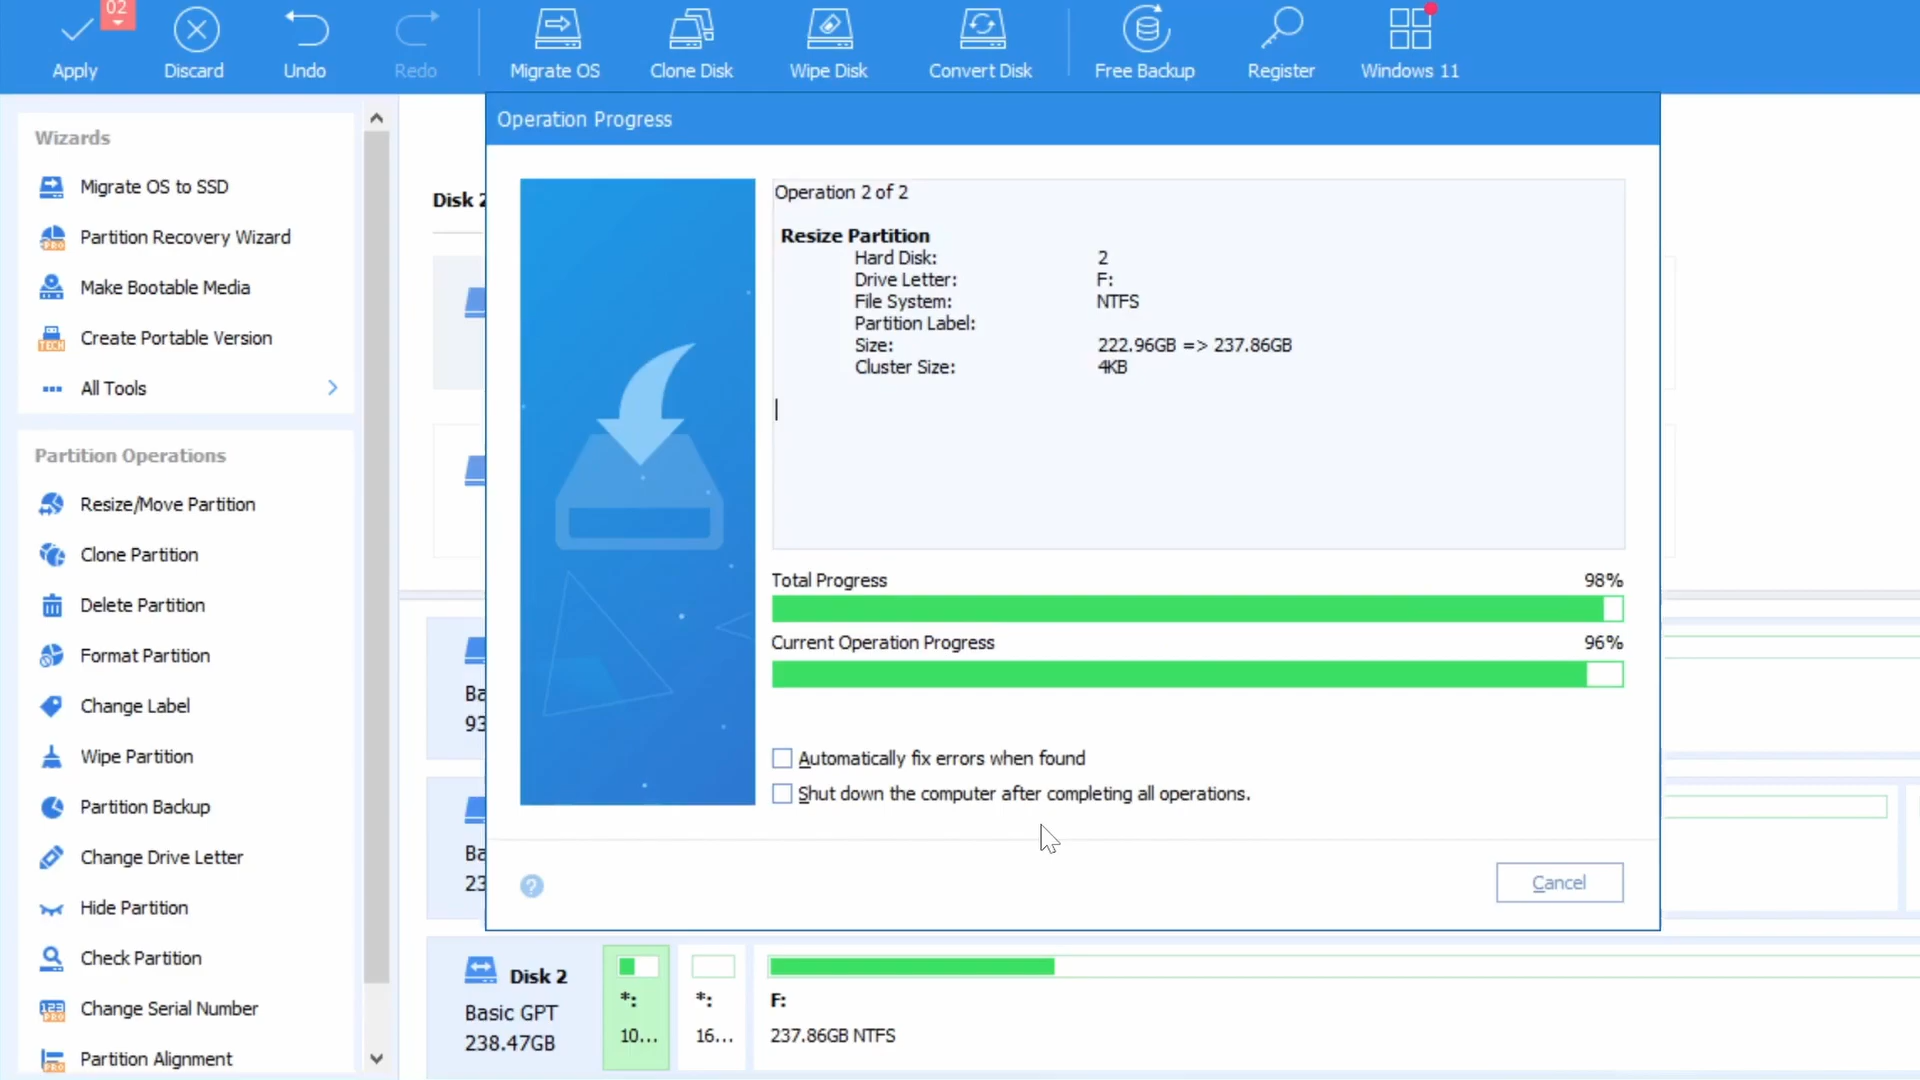 02
Apply
Discard
Undo
Redo
Migrate OS
Clone Disk
Wipe Disk
Convert Disk
Free Backup
Register
Windows 11
Wizards
Migrate OS to SSD
Partition Recovery Wizard
Make Bootable Media
Create Portable Version
All Tools
Partition Operations
Resize/Move Partition
Clone Partition
Delete Partition
Format Partition
Change Label
Wipe Partition
Partition Backup
Change Drive Letter
Hide Partition
Check Partition
Change Serial Number
Partition Alignment
Disk 2
Ba
93
Ba
23
Operation Progress
Operation 2 of 2
Resize Partition
Hard Disk: 2
Drive Letter: F:
File System: NTFS
Partition Label:
Size: 222.96GB => 237.86GB
Cluster Size: 4KB
Total Progress 98%
Current Operation Progress 96%
Automatically fix errors when found
Shut down the computer after completing all operations.
?
Cancel
Disk 2
Basic GPT
238.47GB
*:
10...
*:
16...
F:
237.86GB NTFS